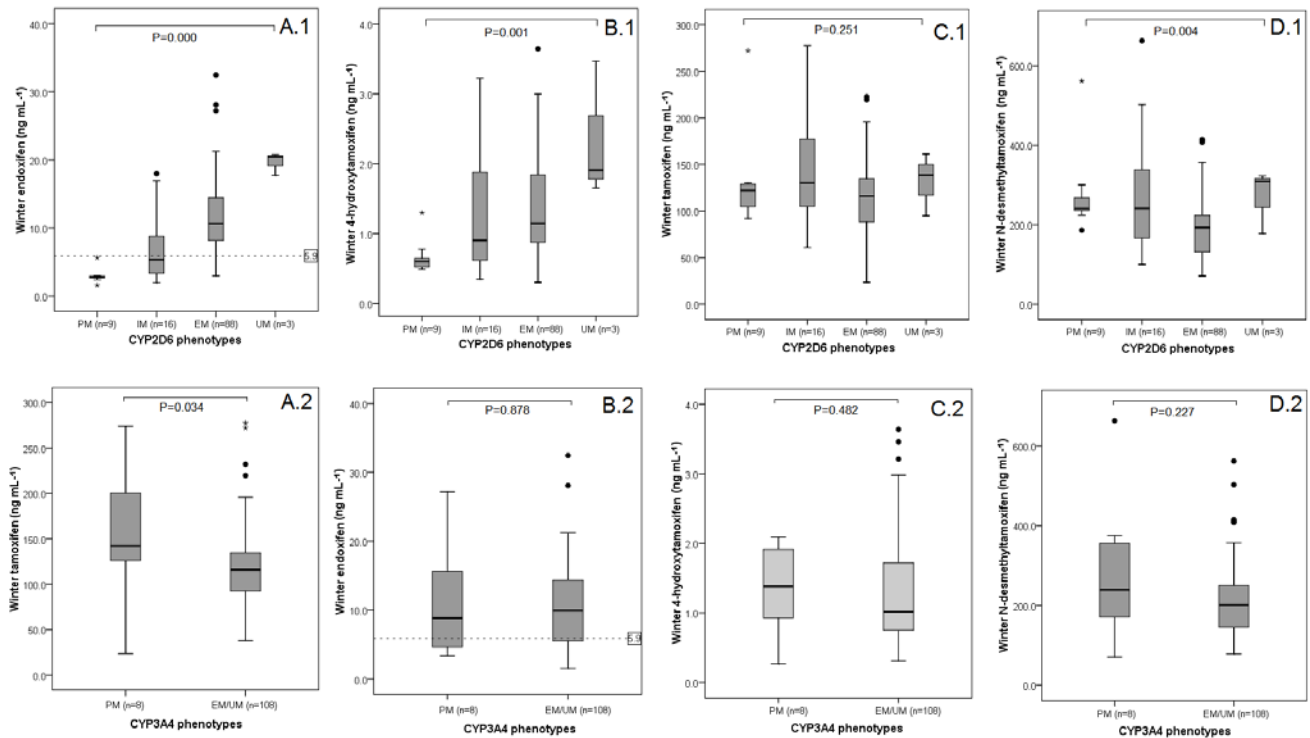 A.1
P=0.000
Winter endoxifen (ng mL-1)
40.0
30.0
20.0
10.0
0.0
5.9
PM (n=9) IM (n=16) EM (n=88) UM (n=3)
CYP2D6 phenotypes
B.1
P=0.001
Winter 4-hydroxytamoxifen (ng mL-1)
4.0
3.0
2.0
1.0
0.0
PM (n=9) IM (n=16) EM (n=88) UM (n=3)
CYP2D6 phenotypes
C.1
P=0.251
Winter tamoxifen (ng mL-1)
300.0
250.0
200.0
150.0
100.0
50.0
0.0
PM (n=9) IM (n=16) EM (n=88) UM (n=3)
CYP2D6 phenotypes
D.1
P=0.004
Winter N-desmethyltamoxifen (ng mL-1)
600.0
400.0
200.0
0.0
PM (n=9) IM (n=16) EM (n=88) UM (n=3)
CYP2D6 phenotypes
A.2
P=0.034
Winter tamoxifen (ng mL-1)
300.0
250.0
200.0
150.0
100.0
50.0
0.0
PM (n=8) EM/UM (n=108)
CYP3A4 phenotypes
B.2
P=0.878
Winter endoxifen (ng mL-1)
40.0
30.0
20.0
10.0
0.0
5.9
PM (n=8) EM/UM (n=108)
CYP3A4 phenotypes
C.2
P=0.482
Winter 4-hydroxytamoxifen (ng mL-1)
4.0
3.0
2.0
1.0
0.0
PM (n=8) EM/UM (n=108)
CYP3A4 phenotypes
D.2
P=0.227
Winter N-desmethyltamoxifen (ng mL-1)
600.0
400.0
200.0
0.0
PM (n=8) EM/UM (n=108)
CYP3A4 phenotypes